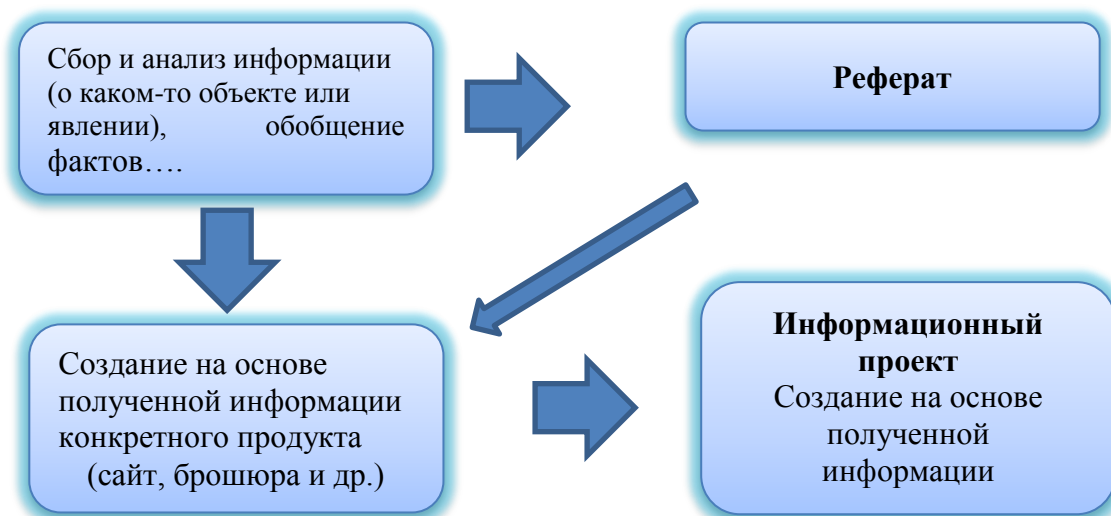 Сбор и анализ информации
(о каком-то объекте или
явлении), обобщение
фактов….
Реферат
Создание на основе
полученной информации
конкретного продукта
(сайт, брошюра и др.)
Информационный
проект
Создание на основе
полученной
информации